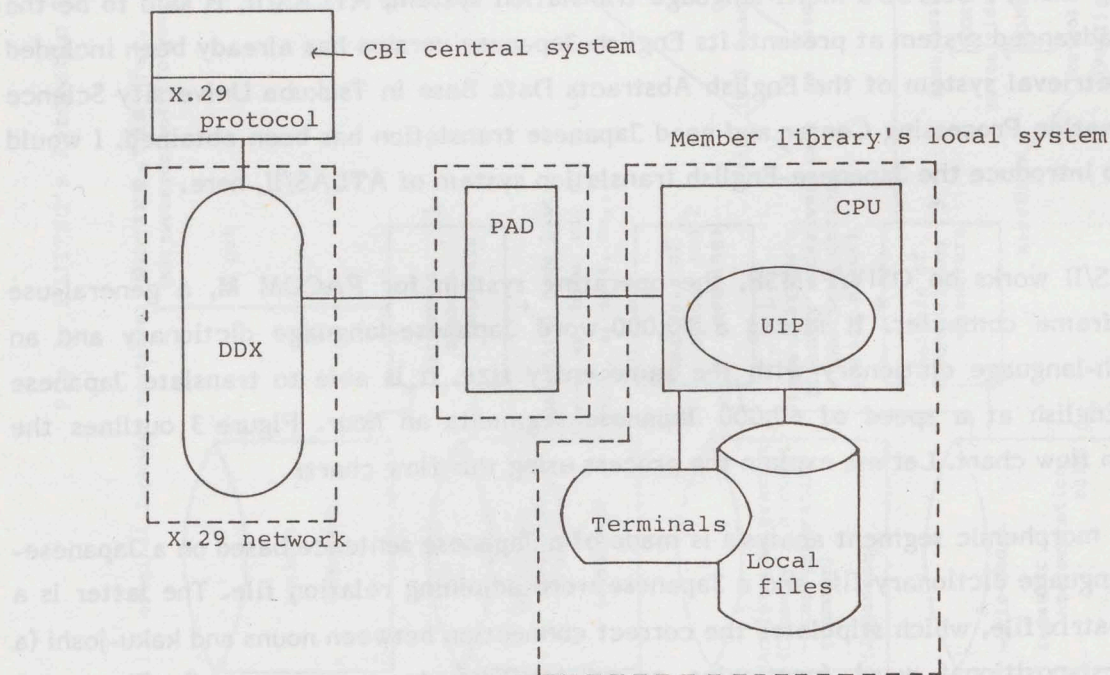 CBI central system
X.29
protocol
Member library's local system
CPU
PAD
UIP
DDX
Terminals
X.29 network
Local
files